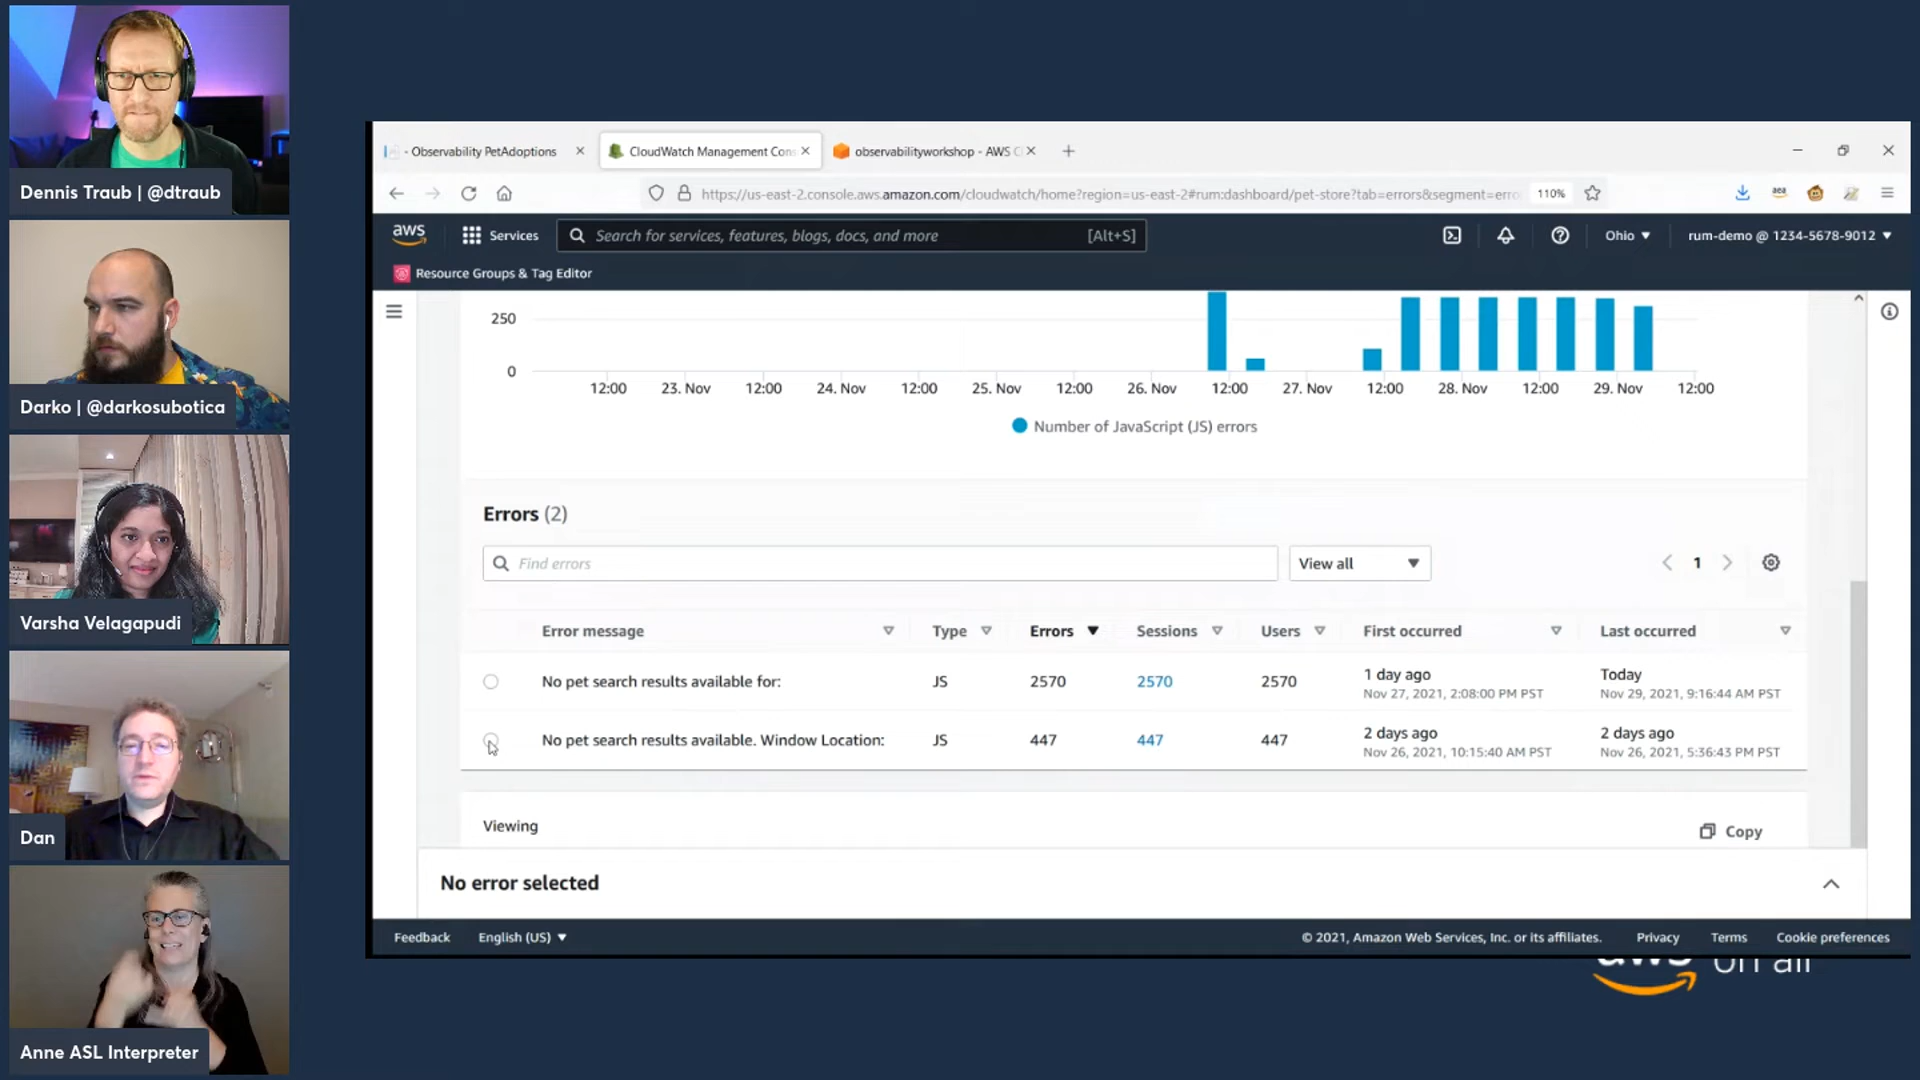 Dennis Traub | @dtraub
Darko | @darkosubotica
Varsha Velagapudi
Dan
Anne ASL Interpreter
- Observability PetAdoptions
CloudWatch Management Cons
observabilityworkshop - AWS C
https://us-east-2.console.aws.amazon.com/cloudwatch/home?region=us-east-2#rum:dashboard/pet-store?tab=errors&segment=erro
110%
aws
Services
Search for services, features, blogs, docs, and more
[Alt+S]
Ohio
rum-demo @ 1234-5678-9012
Resource Groups & Tag Editor
250
0
12:00 23. Nov 12:00 24. Nov 12:00 25. Nov 12:00 26. Nov 12:00 27. Nov 12:00 28. Nov 12:00 29. Nov 12:00
Number of JavaScript (JS) errors
Errors (2)
Find errors
View all
1
Error message Type Errors Sessions Users First occurred Last occurred
No pet search results available for: JS 2570 2570 2570 1 day ago Today
Nov 27, 2021, 2:08:00 PM PST Nov 29, 2021, 9:16:44 AM PST
No pet search results available. Window Location: JS 447 447 447 2 days ago 2 days ago
Nov 26, 2021, 10:15:40 AM PST Nov 26, 2021, 5:36:43 PM PST
Viewing
Copy
No error selected
Feedback English (US)
© 2021, Amazon Web Services, Inc. or its affiliates. Privacy Terms Cookie preferences
aws on air